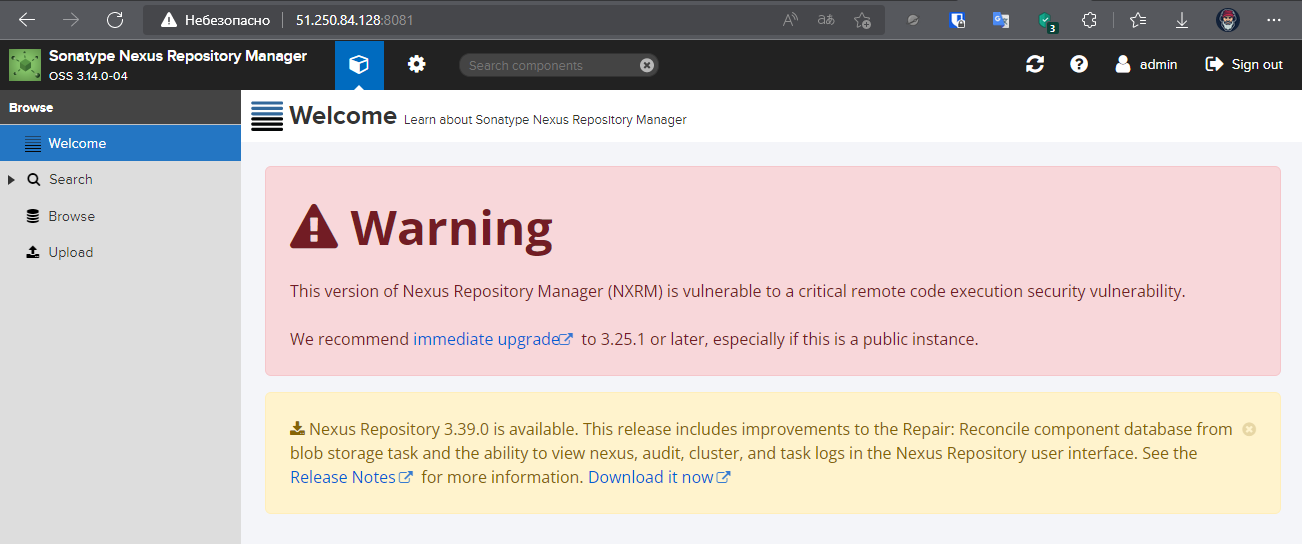 Небезопасно 51.250.84.128:8081
3
Sonatype Nexus Repository Manager
OSS 3.14.0-04
Search components
admin
Sign out
Browse
Welcome
Search
Browse
Upload
Welcome Learn about Sonatype Nexus Repository Manager
Warning
This version of Nexus Repository Manager (NXRM) is vulnerable to a critical remote code execution security vulnerability.
We recommend immediate upgrade to 3.25.1 or later, especially if this is a public instance.
Nexus Repository 3.39.0 is available. This release includes improvements to the Repair: Reconcile component database from
blob storage task and the ability to view nexus, audit, cluster, and task logs in the Nexus Repository user interface. See the
Release Notes for more information. Download it now